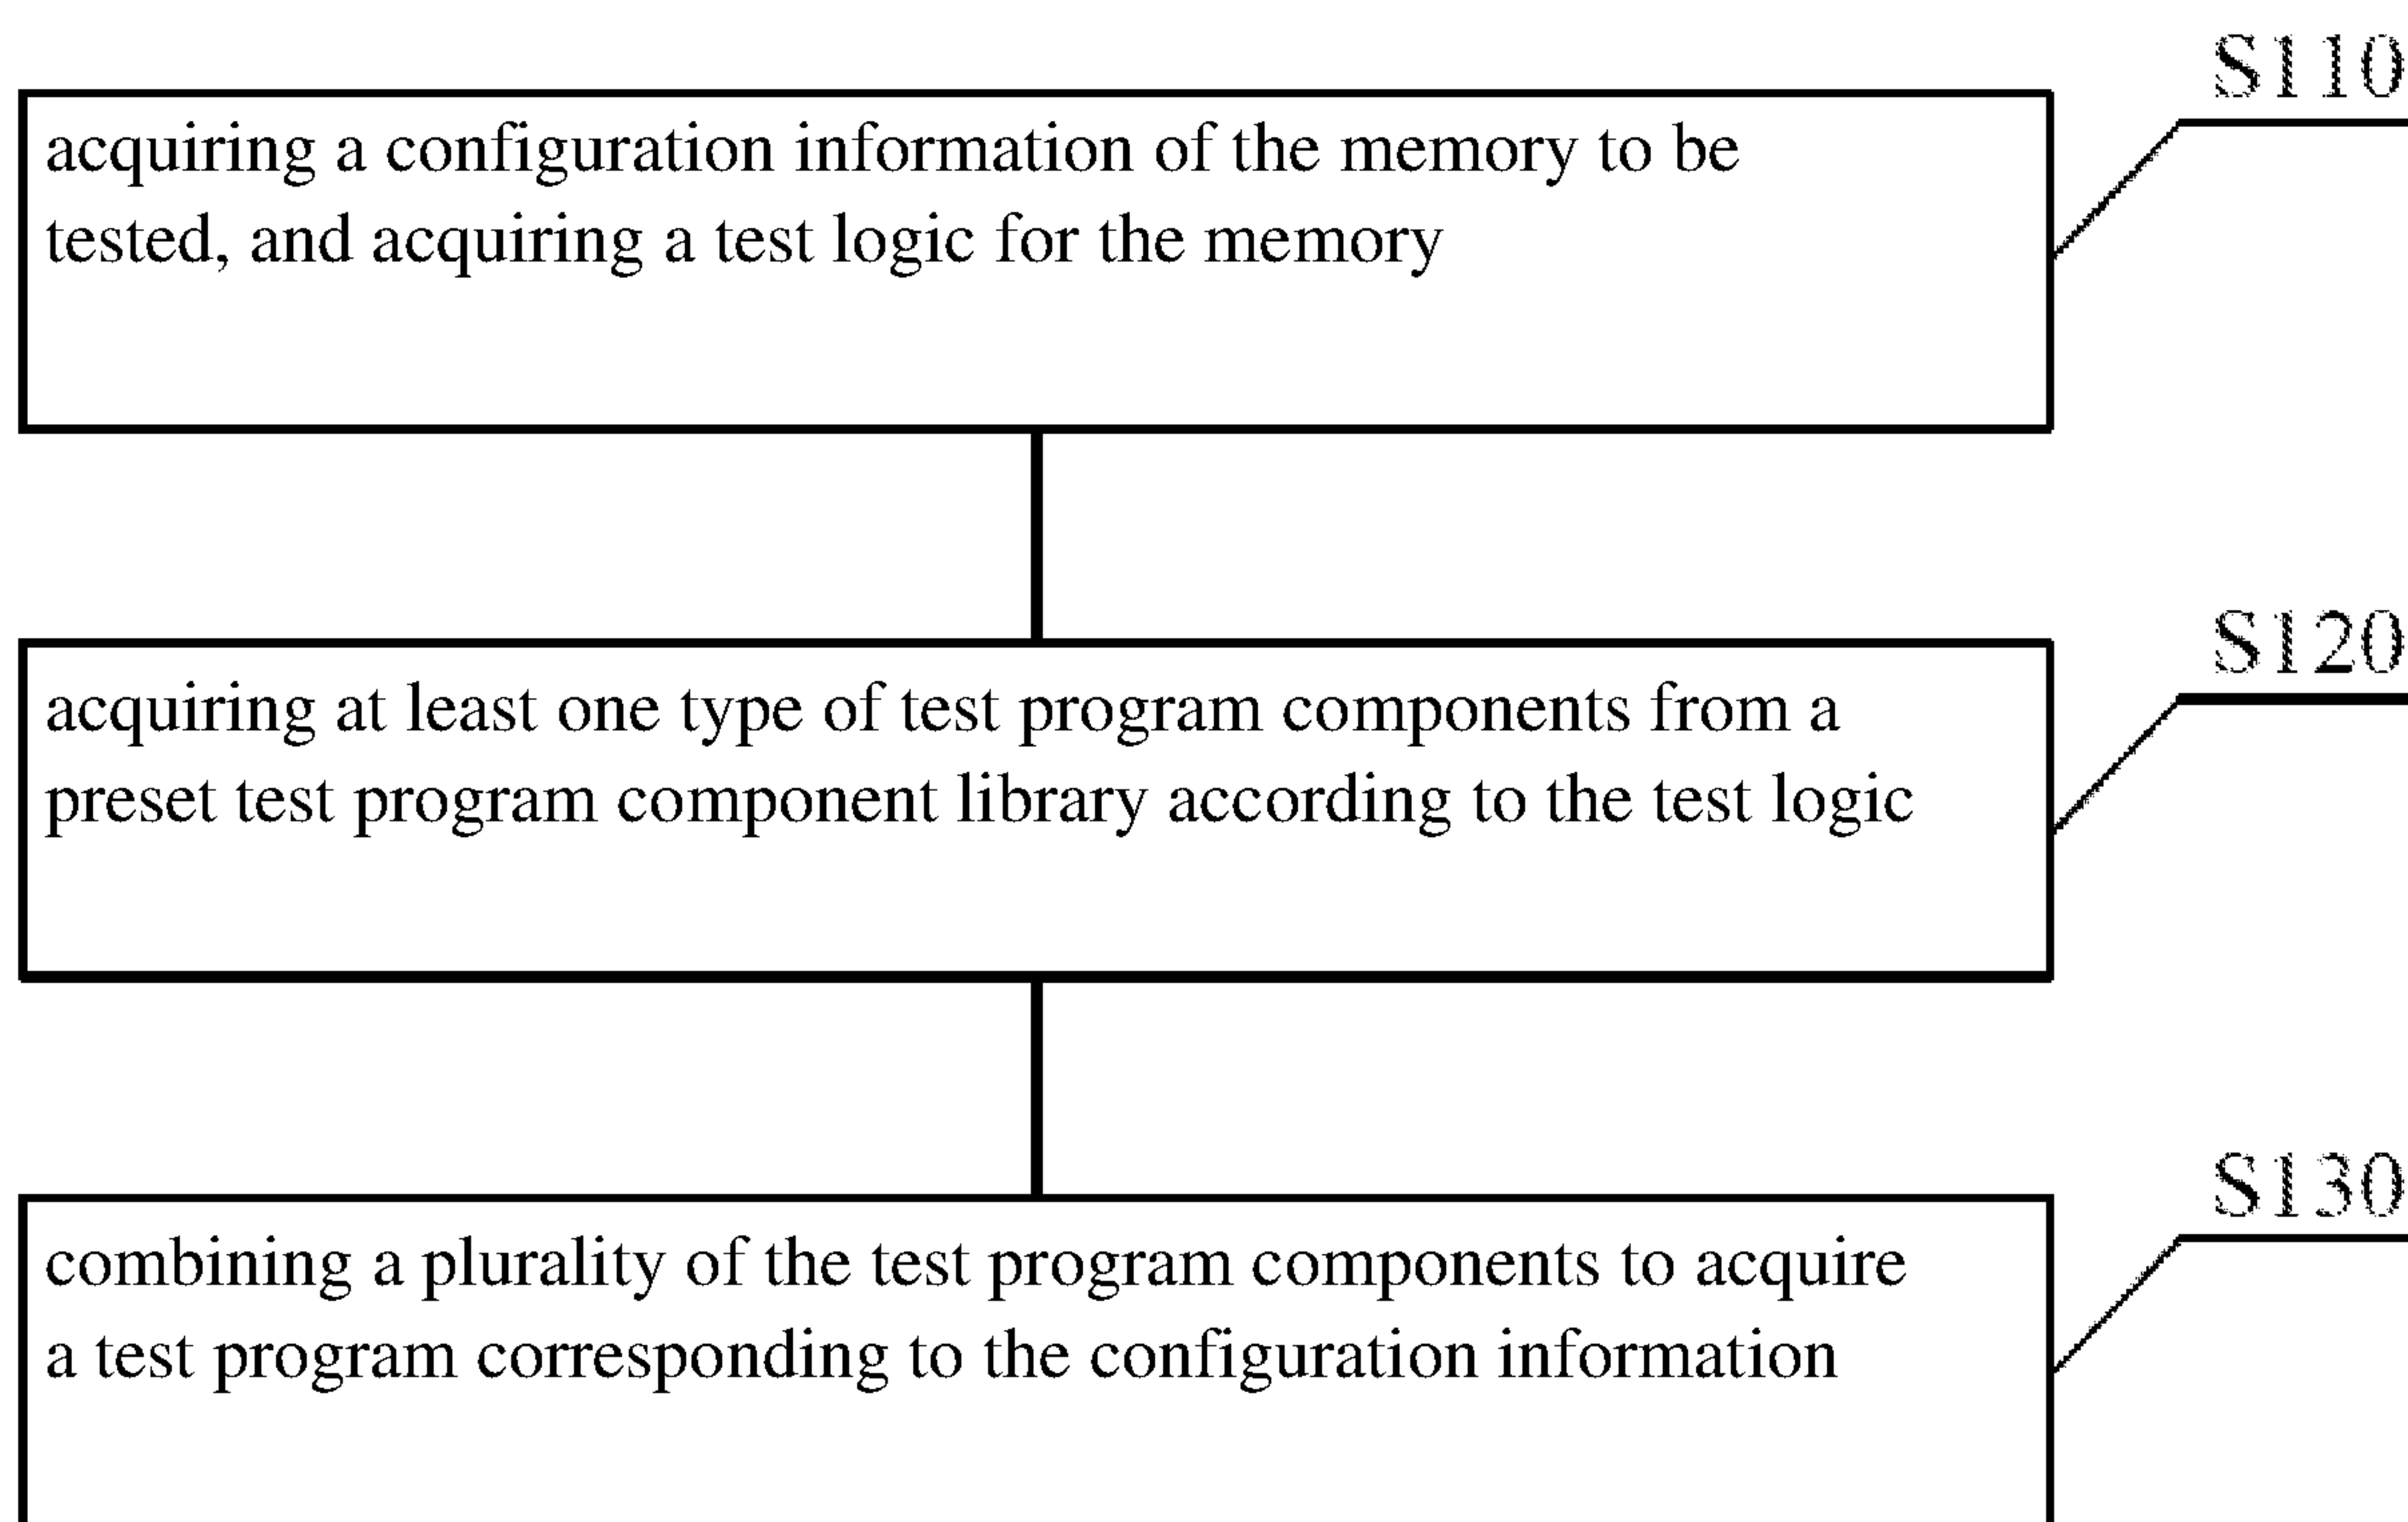 S110
acquiring a configuration information of the memory to be
tested, and acquiring a test logic for the memory
S120
acquiring at least one type of test program components from a
preset test program component library according to the test logic
S130
combining a plurality of the test program components to acquire
a test program corresponding to the configuration information